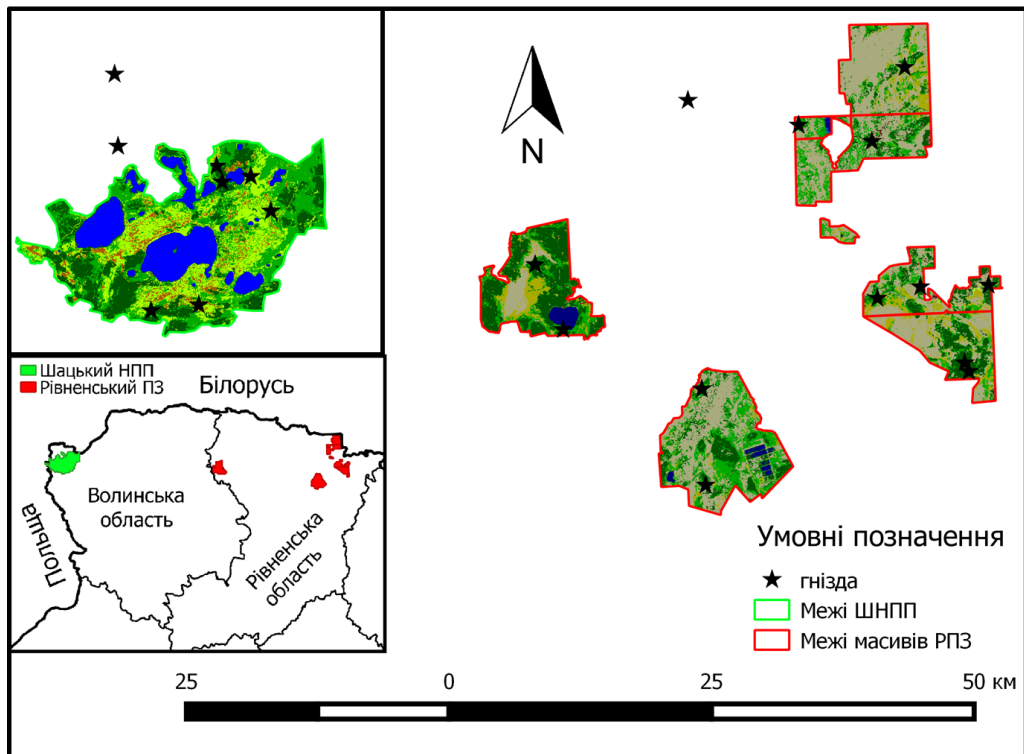 N
Шацький НПП
Рівненський ПЗ
Білорусь
Польща
Волинська
область
Рівненська
область
Умовні позначення
гнізда
Межі ШНПП
Межі масивів РПЗ
25 0 25 50 км